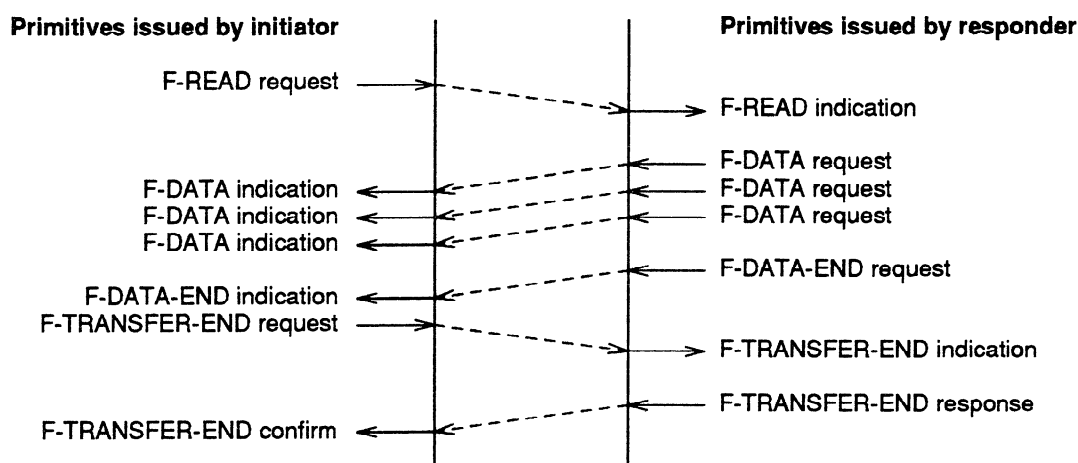 Primitives issued by initiator
Primitives issued by responder
F-READ request
F-READ indication
F-DATA request
F-DATA indication
F-DATA request
F-DATA indication
F-DATA request
F-DATA indication
F-DATA-END request
F-DATA-END indication
F-TRANSFER-END request
F-TRANSFER-END indication
F-TRANSFER-END response
F-TRANSFER-END confirm